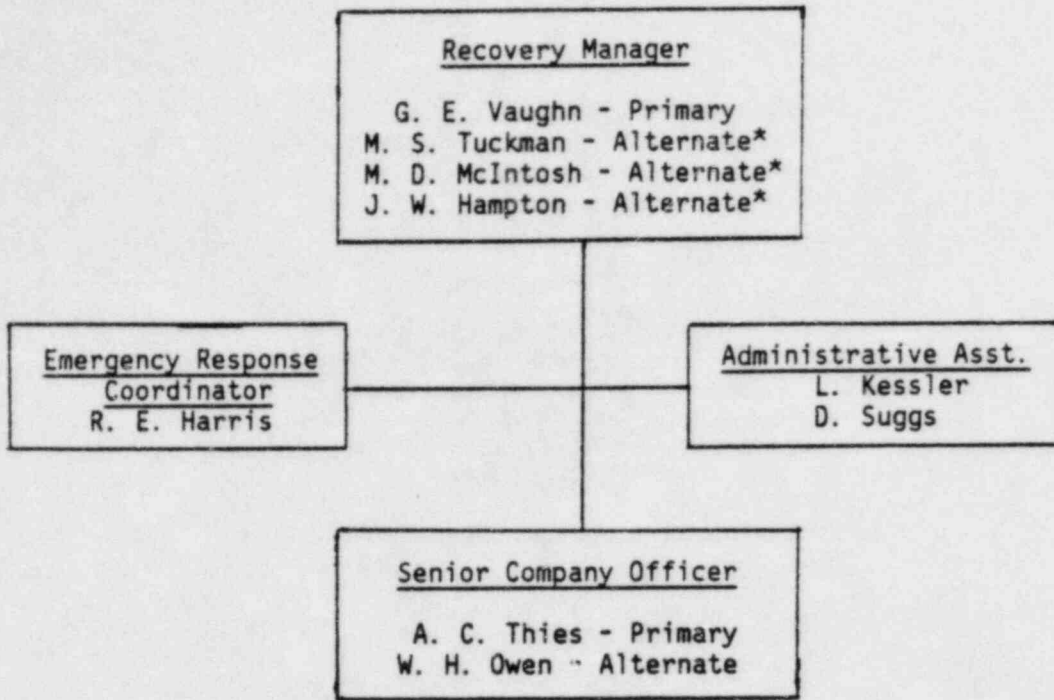 Recovery Manager
G. E. Vaughn - Primary
M. S. Tuckman - Alternate*
M. D. McIntosh - Alternate*
J. W. Hampton - Alternate*
Emergency Response
Coordinator
R. E. Harris
Administrative Asst.
L. Kessler
D. Suggs
Senior Company Officer
A. C. Thies - Primary
W. H. Owen - Alternate